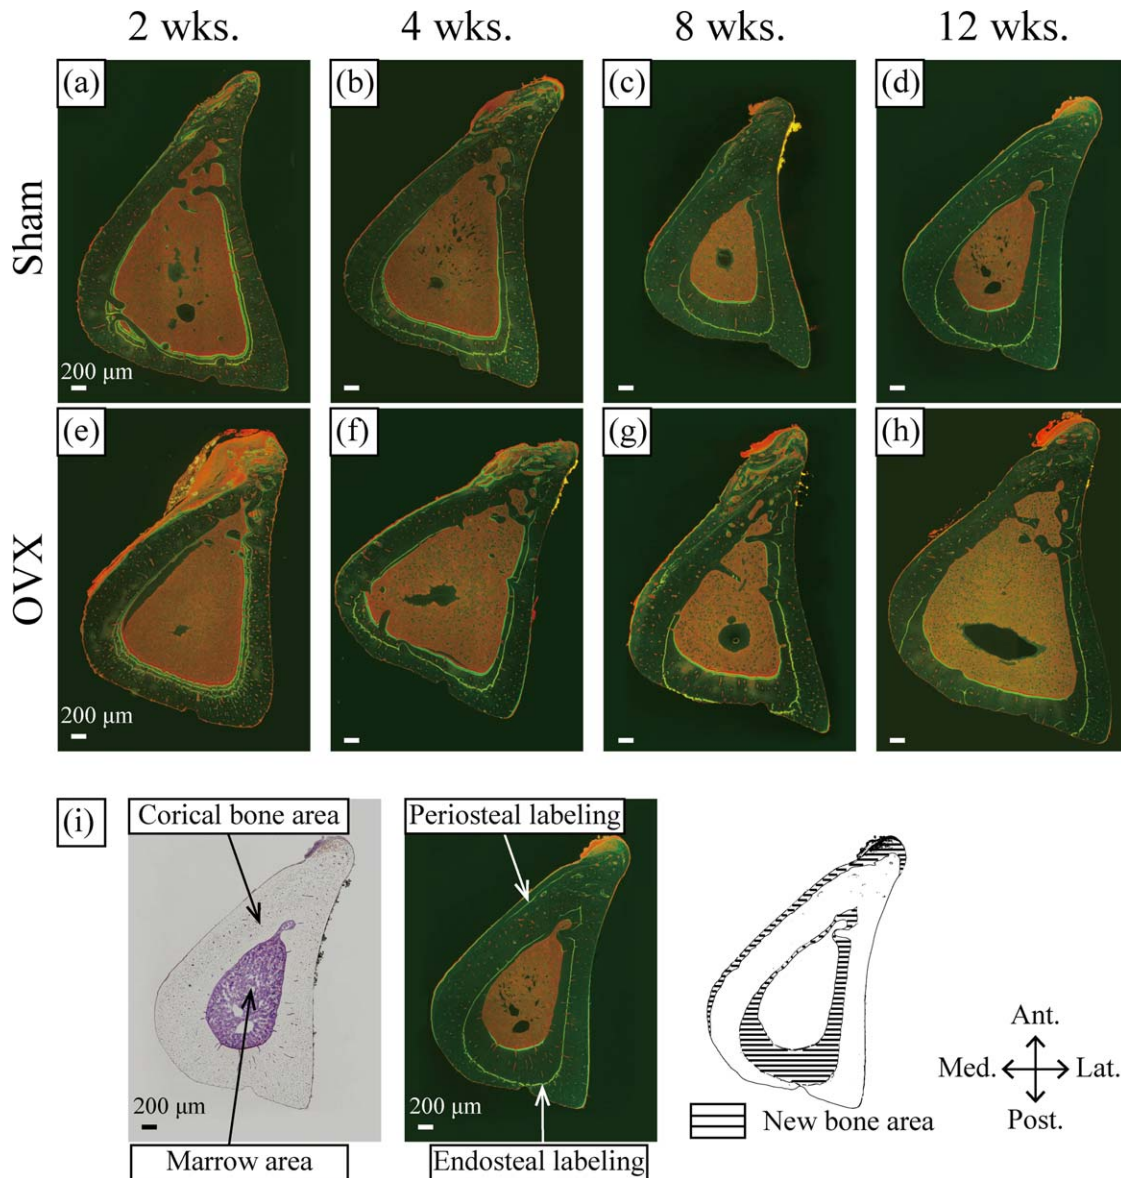 2 wks. 4 wks. 8 wks. 12 wks.
Sham
(a) (b) (c) (d)
200 μm
OVX
(e) (f) (g) (h)
200 μm
(i) Corical bone area Periosteal labeling
Ant.
Med. Lat.
Post.
200 μm 200 μm
New bone area
Marrow area Endosteal labeling